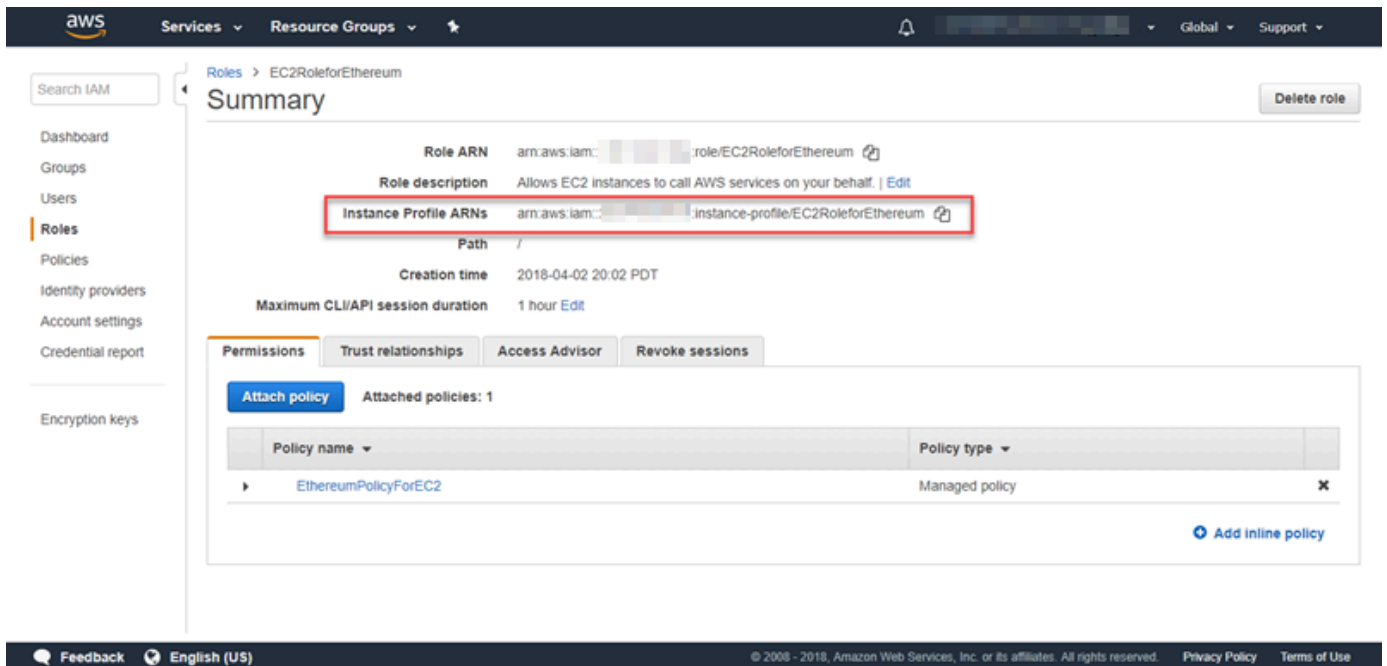 aws Services Resource Groups Global Support
Search IAM
Roles > EC2RoleforEthereum
Summary
Delete role
Dashboard
Groups
Users
Roles
Policies
Identity providers
Account settings
Credential report
Encryption keys
Role ARN arn:aws:iam:: :role/EC2RoleforEthereum
Role description Allows EC2 instances to call AWS services on your behalf. | Edit
Instance Profile ARNs arn:aws:iam:: :instance-profile/EC2RoleforEthereum
Path /
Creation time 2018-04-02 20:02 PDT
Maximum CLI/API session duration 1 hour Edit
Permissions Trust relationships Access Advisor Revoke sessions
Attach policy Attached policies: 1
Policy name Policy type
EthereumPolicyForEC2 Managed policy
Add inline policy
Feedback English (US) © 2008 - 2018, Amazon Web Services, Inc. or its affiliates. All rights reserved. Privacy Policy Terms of Use